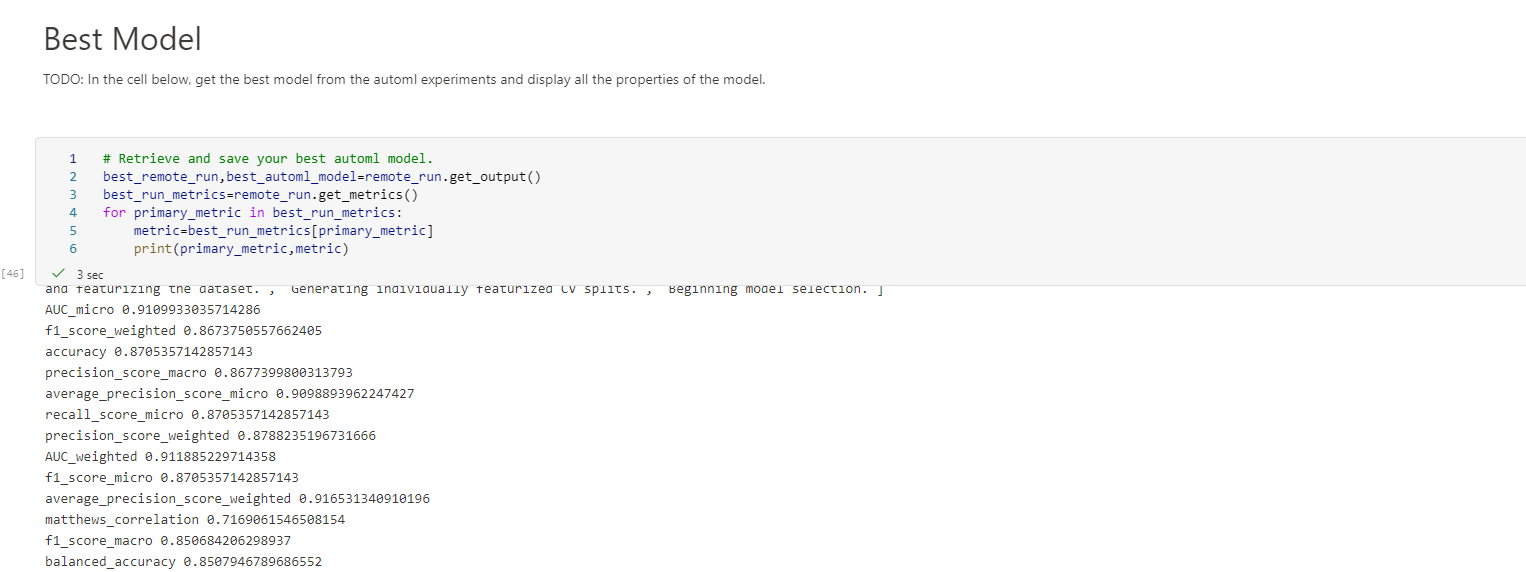 Best Model
TODO: In the cell below, get the best model from the automl experiments and display all the properties of the model.
1 # Retrieve and save your best automl model.
2 best_remote_run,best_automl_model=remote_run.get_output()
3 best_run_metrics=remote_run.get_metrics()
4 for primary_metric in best_run_metrics:
5 metric=best_run_metrics[primary_metric]
6 print(primary_metric,metric)
[46] 3 sec
and featurizing the dataset.', 'Generating individually featurized CV splits.', 'Beginning model selection.']
AUC_micro 0.9109933035714286
f1_score_weighted 0.8673750557662405
accuracy 0.8705357142857143
precision_score_macro 0.8677399800313793
average_precision_score_micro 0.9098893962247427
recall_score_micro 0.8705357142857143
precision_score_weighted 0.8788235196731666
AUC_weighted 0.911885229714358
f1_score_micro 0.8705357142857143
average_precision_score_weighted 0.916531340910196
matthews_correlation 0.7169061546508154
f1_score_macro 0.850684206298937
balanced_accuracy 0.8507946789686552